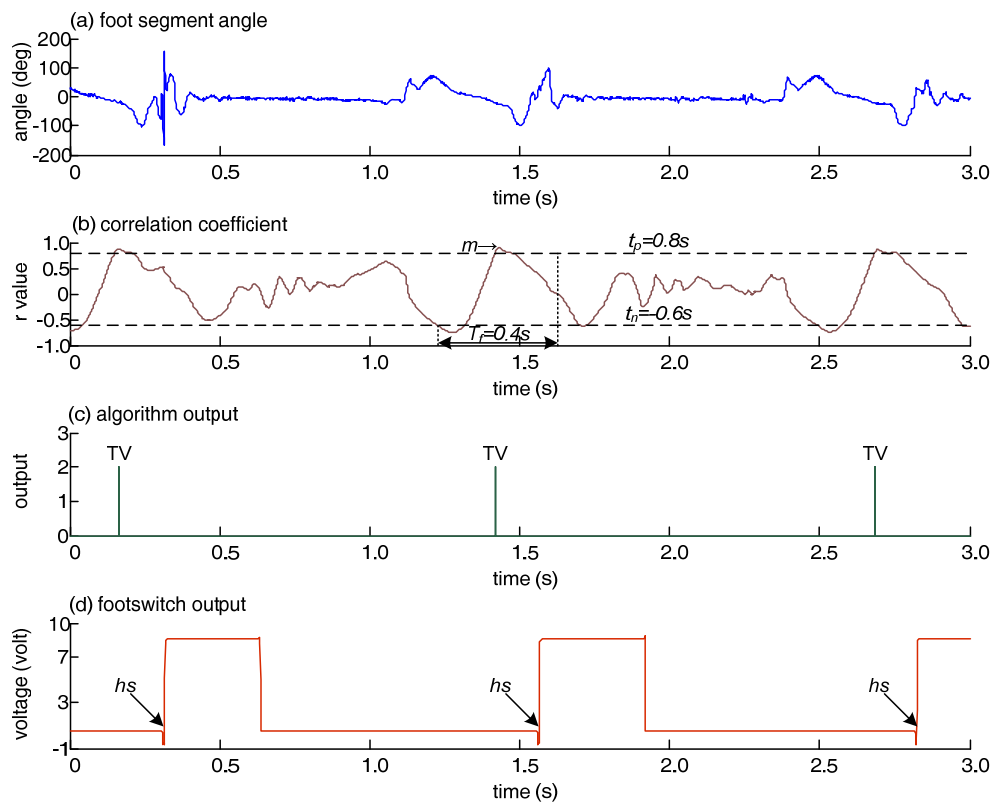 (a) foot segment angle
angle (deg)
200
100
0
-100
-200
0 0.5 1.0 1.5 2.0 2.5 3.0
time (s)
(b) correlation coefficient
r value
1.0
0.5
0
-0.5
-1.0
m→
tp=0.8s
tn=-0.6s
Tf=0.4s
0 0.5 1.0 1.5 2.0 2.5 3.0
time (s)
(c) algorithm output
output
3
2
1
0
TV TV TV
0 0.5 1.0 1.5 2.0 2.5 3.0
time (s)
(d) footswitch output
voltage (volt)
10
7
3
-1
hs hs hs
0 0.5 1.0 1.5 2.0 2.5 3.0
time (s)